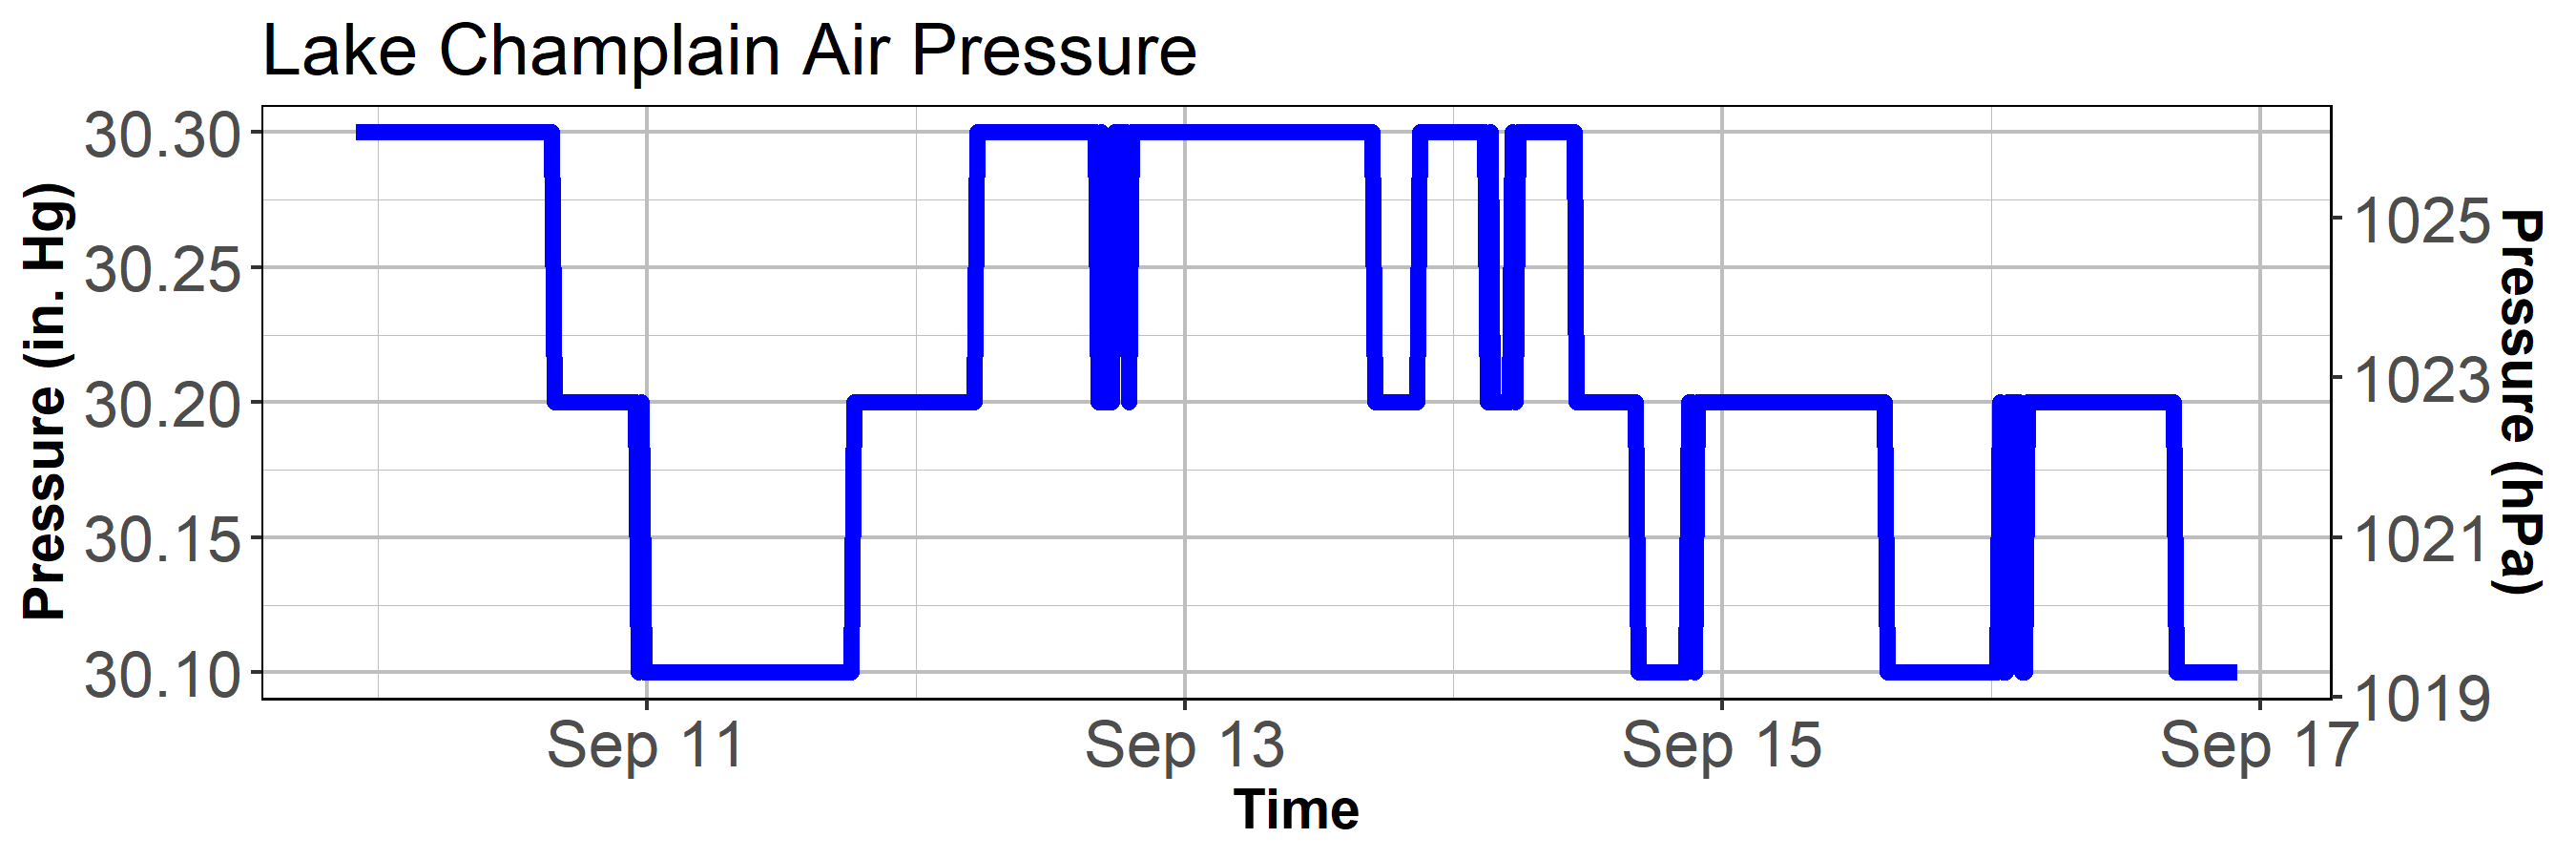 Lake Champlain Air Pressure
Pressure (in. Hg)
30.30
30.25
30.20
30.15
30.10
1025
1023
1021
1019
Pressure (hPa)
Sep 11 Sep 13 Sep 15 Sep 17
Time